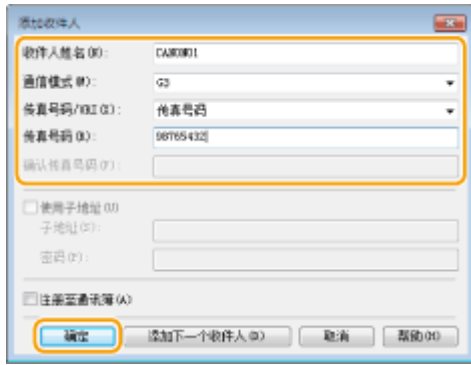 添加收件人
收件人姓名(N):
CANON01
通信模式(M):
G3
传真号码/URI(X):
传真号码
传真号码(K):
98765432
确认传真号码(F):
使用子地址(U)
子地址(S):
密码(P):
注册至通讯簿(A)
确定 添加下一个收件人(D) 取消 帮助(H)